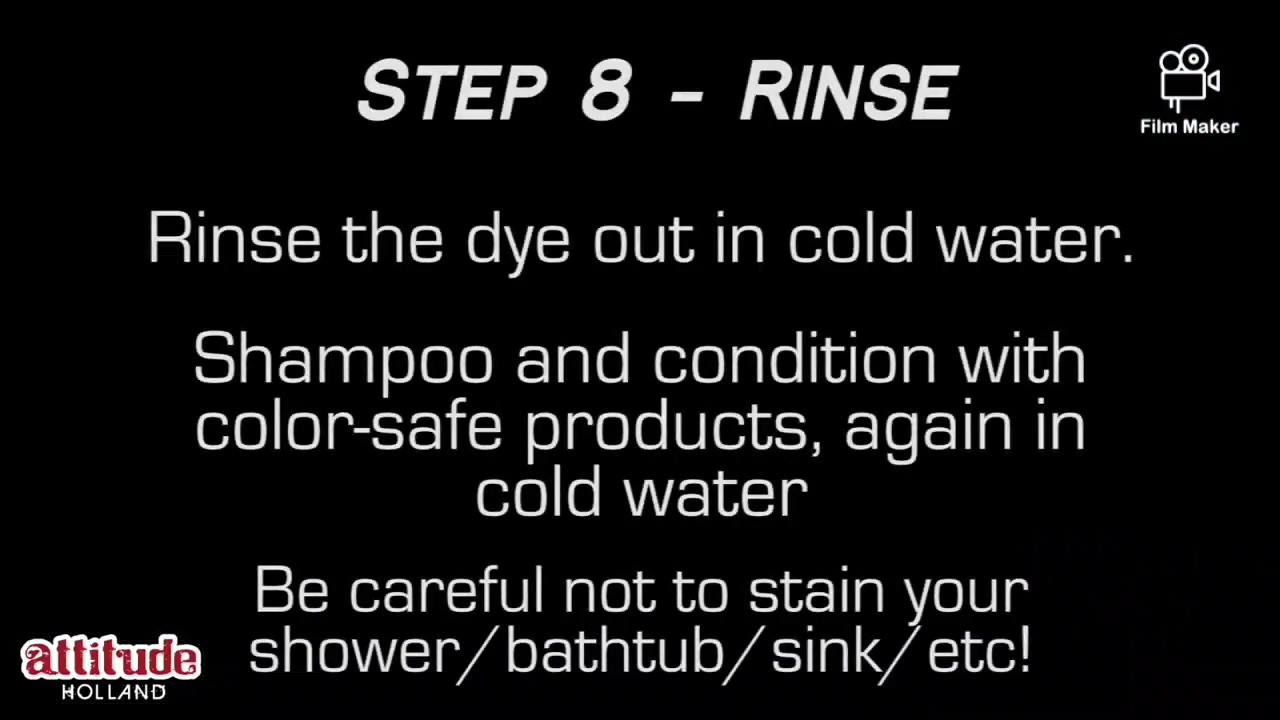 STEP 8 - RINSE
Film Maker
Rinse the dye out in cold water.
Shampoo and condition with
color-safe products, again in
cold water
Be careful not to stain your
shower/bathtub/sink/etc!
attitude
HOLLAND